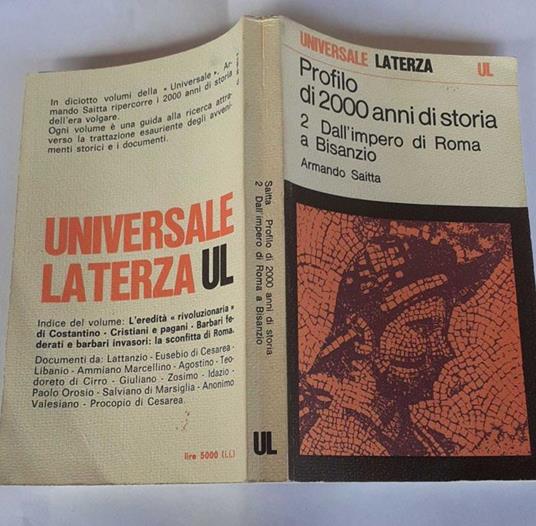 In diciotto volumi della « Universale », Ar-
mando Saitta ripercorre i 2000 anni di storia
dell'era volgare.
Ogni volume è una guida alla ricerca attra-
verso la trattazione esauriente degli avveni-
menti storici e i documenti.
UNIVERSALE
LATERZA UL
Indice del volume: L'eredità « rivoluzionaria »
di Costantino - Cristiani e pagani - Barbari fe-
derati e barbari invasori: la sconfitta di Roma.
Documenti da: Lattanzio - Eusebio di Cesarea -
Libanio - Ammiano Marcellino - Agostino - Teo-
doreto di Cirro - Giuliano - Zosimo - Idazio -
Paolo Orosio - Salviano di Marsiglia - Anonimo
Valesiano - Procopio di Cesarea.
lire 5000 (i.i.)
Saitta Profilo di 2000 anni di storia
2 Dall'impero di Roma a Bisanzio
UL
UNIVERSALE LATERZA UL
Profilo
di 2000 anni di storia
2 Dall'impero di Roma
a Bisanzio
Armando Saitta